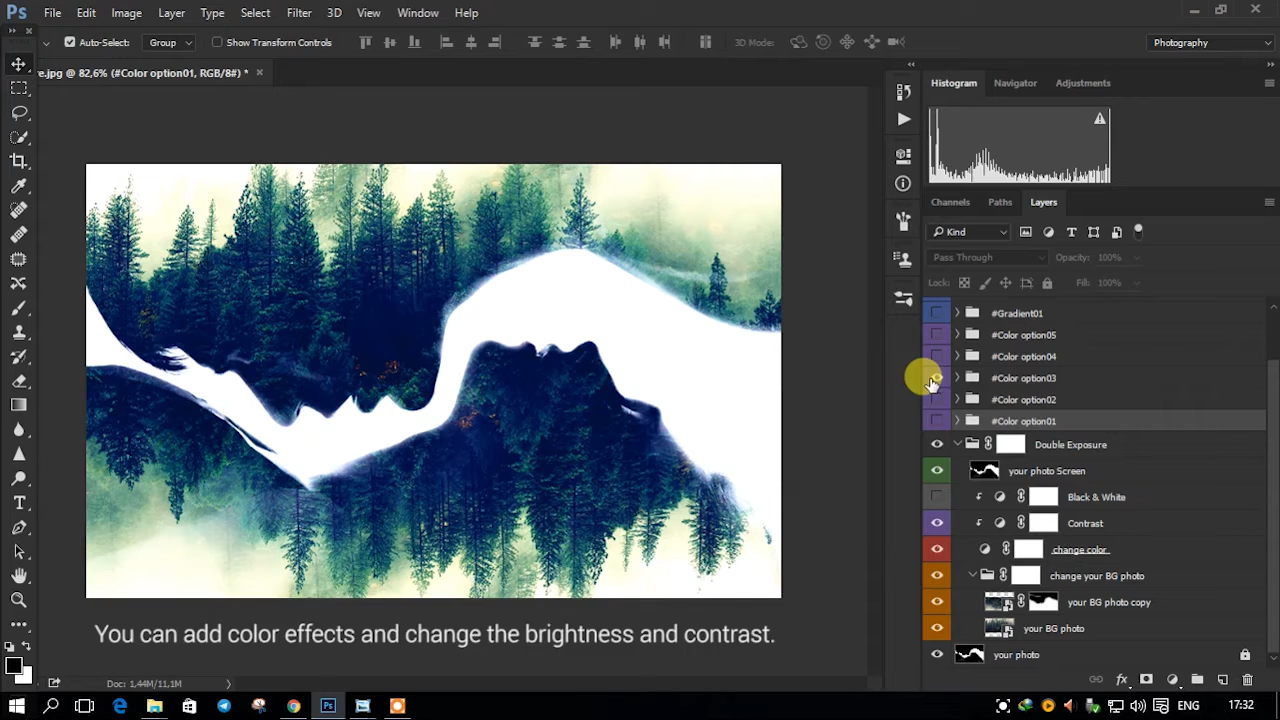 Ps File Edit Image Layer Type Select Filter 3D View Window Help
Auto-Select: Group Show Transform Controls 3D Mode: Photography
e.jpg @ 82,6% (#Color option01, RGB/8#) * ×
Histogram Navigator Adjustments
Channels Paths Layers
Kind
Pass Through Opacity: 100%
Lock: Fill: 100%
#Gradient01
#Color option05
#Color option04
#Color option03
#Color option02
#Color option01
Double Exposure
your photo Screen
Black & White
Contrast
change color
change your BG photo
your BG photo copy
your BG photo
your photo
You can add color effects and change the brightness and contrast.
Doc: 1,44M/11,1M
ENG 17:32